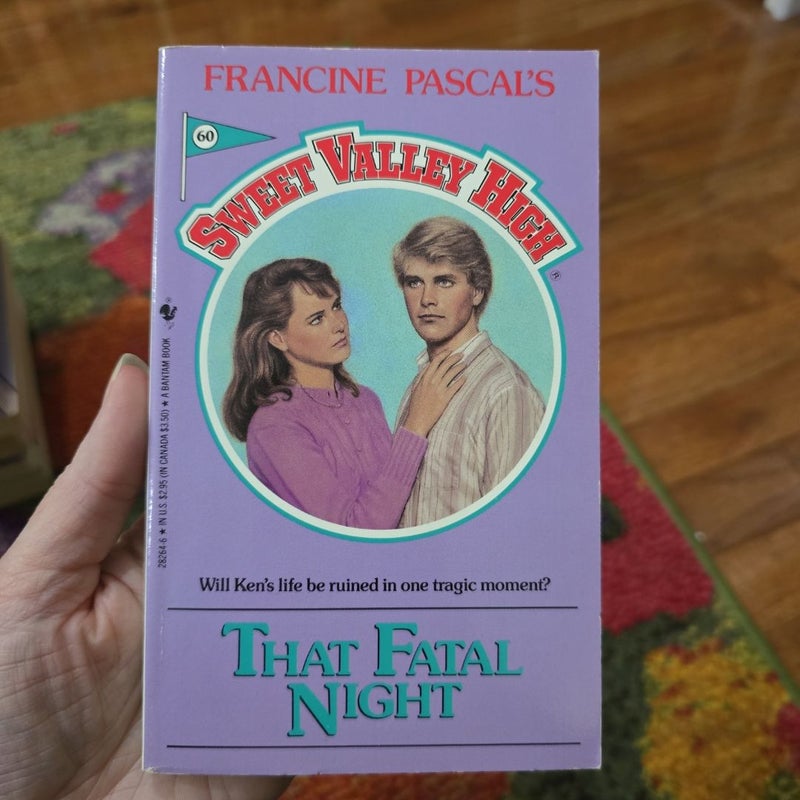 FRANCINE PASCAL'S
60
SWEET VALLEY HIGH
®
28264-6 ★ IN U.S. $2.95 (IN CANADA $3.50) ★ A BANTAM BOOK
Will Ken's life be ruined in one tragic moment?
THAT FATAL
NIGHT